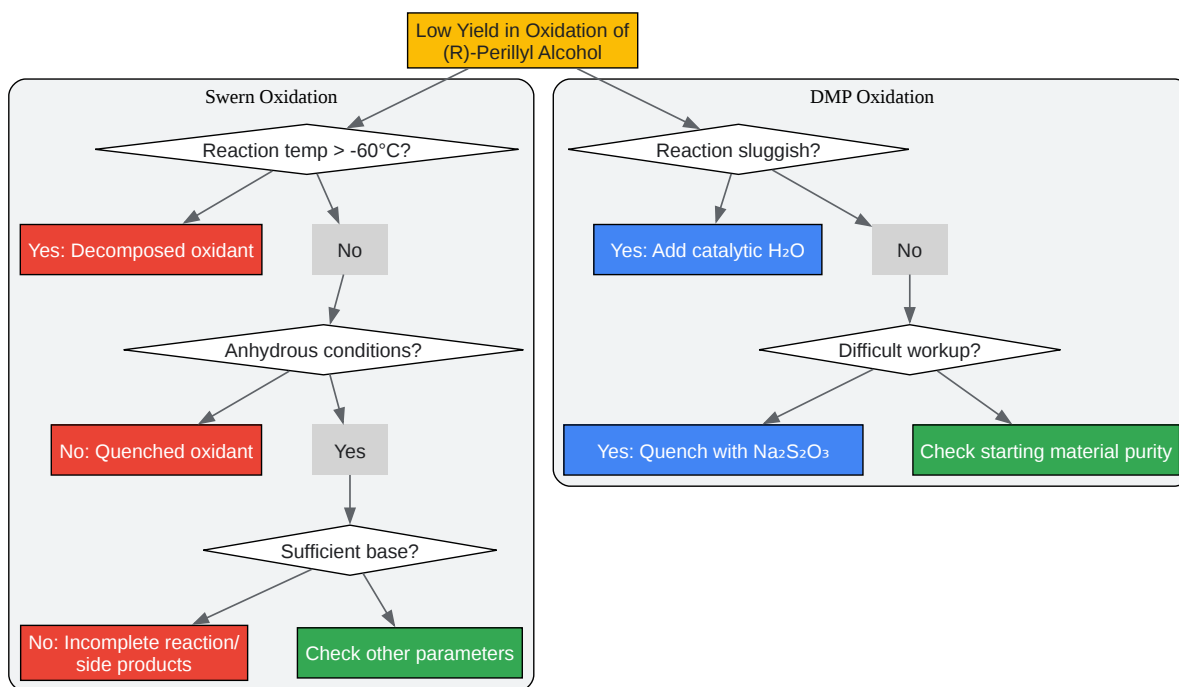 Low Yield in Oxidation of
(R)-Perillyl Alcohol
Swern Oxidation
Reaction temp > -60°C?
Yes: Decomposed oxidant
No
Anhydrous conditions?
No: Quenched oxidant
Yes
Sufficient base?
No: Incomplete reaction/
side products
Check other parameters
DMP Oxidation
Reaction sluggish?
Yes: Add catalytic H₂O
No
Difficult workup?
Yes: Quench with Na₂S₂O₃
Check starting material purity